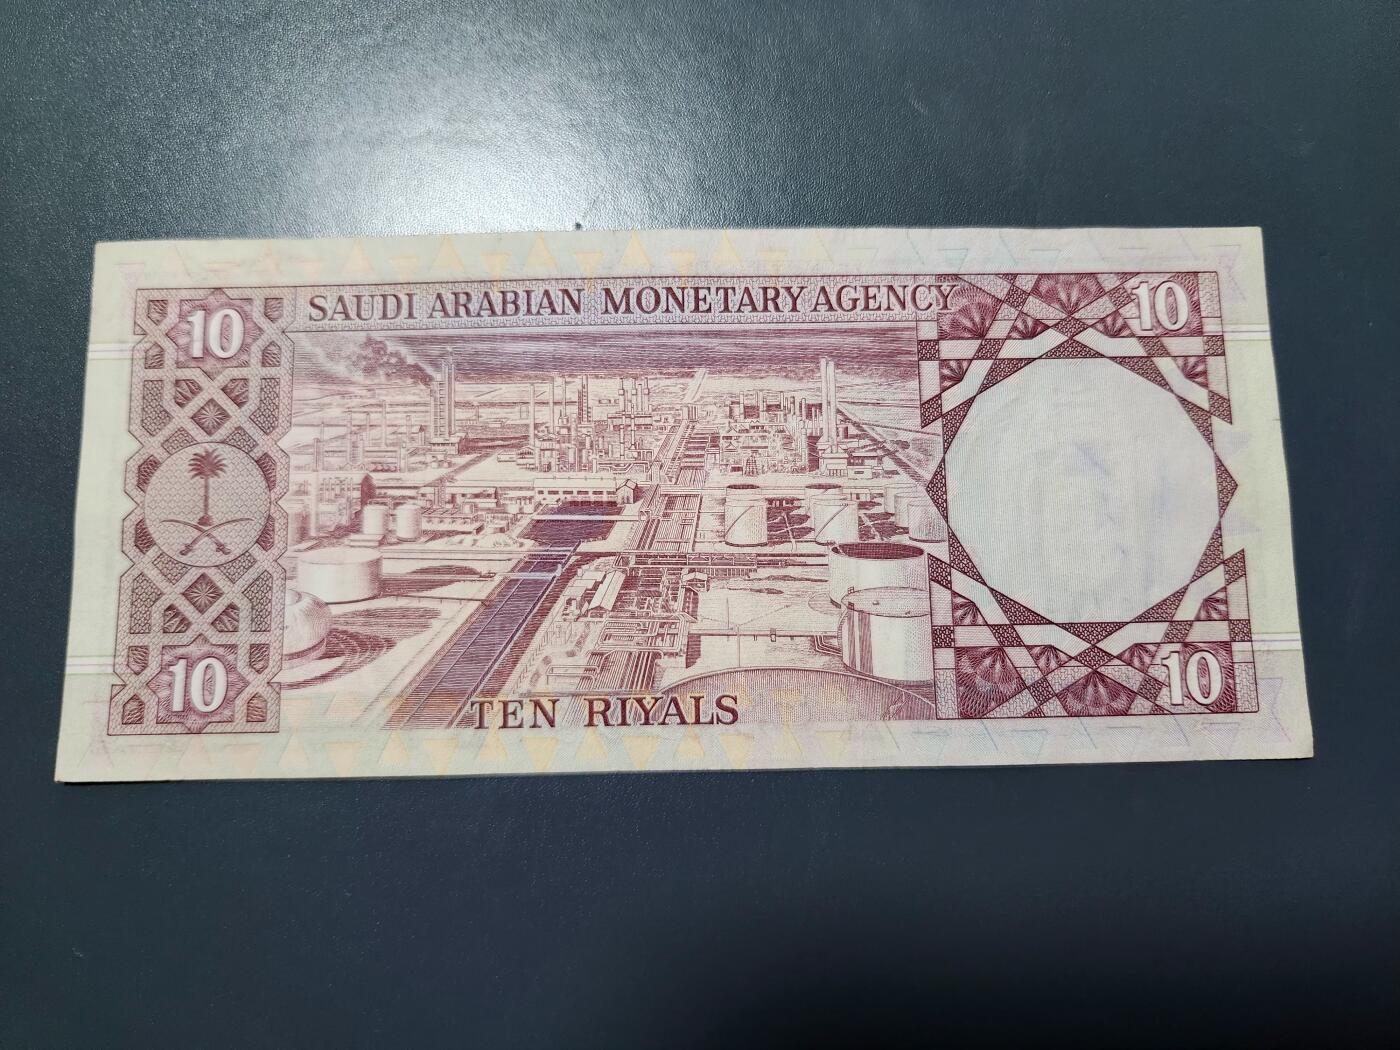 10 SAUDI ARABIAN MONETARY AGENCY 10
10 TEN RIYALS 10